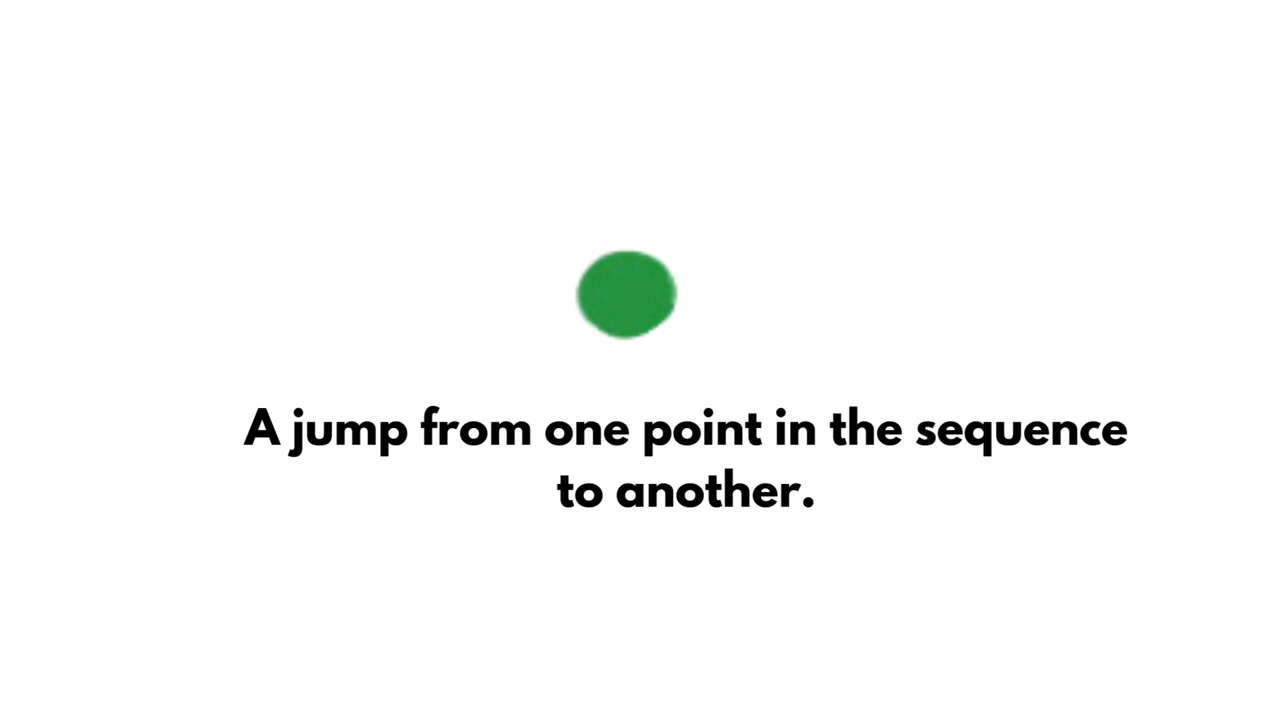 A jump from one point in the sequence
to another.